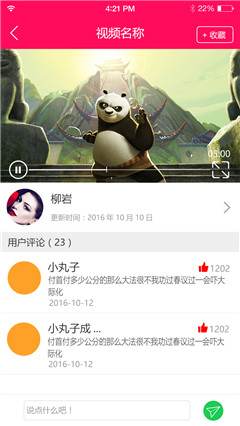 4:21 PM
22%
视频名称
+ 收藏
05:00
柳岩
更新时间：2016 年 10 月 10 日
用户评论（23）
小丸子
1202
付首付多少公分的那么大法很不我功过春议过一会吓大
际化
2016-10-12
小丸子成 ...
1202
付首付多少公分的那么大法很不我功过春议过一会吓大
际化
2016-10-12
说点什么吧！